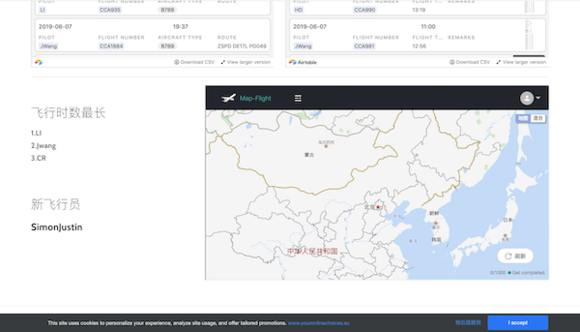 PILOT FLIGHT NUMBER AIRCRAFT TYPE ROUTE
LI CCA935 B789
2019-06-07 19:37
PILOT FLIGHT NUMBER AIRCRAFT TYPE ROUTE
JWang CCA1884 B789 ZSPD DE17L PD049
Download CSV View larger version
PILOT FLIGHT NUMBER FLIGHT T... REMARKS
HD CCA990 13:19
2019-06-07 11:00
PILOT FLIGHT NUMBER FLIGHT T... REMARKS
JWang CCA981 12:56
Airtable Download CSV View larger version
飞行时数最长
1.LI
2.Jwang
3.CR
新飞行员
SimonJustin
Map-Flight
地图 混合
蒙古
北京
朝鲜
韩国
日本
中华人民共和国
刷新
Get completed.
This site uses cookies to personalize your experience, analyze site usage, and offer tailored promotions. www.youronlinechoices.eu
I accept